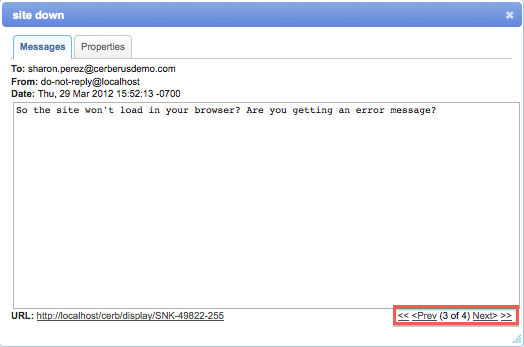 site down
Messages Properties
To: sharon.perez@cerberusdemo.com
From: do-not-reply@localhost
Date: Thu, 29 Mar 2012 15:52:13 -0700
So the site won't load in your browser? Are you getting an error message?
URL: http://localhost/cerb/display/SNK-49822-255 << <Prev (3 of 4) Next> >>